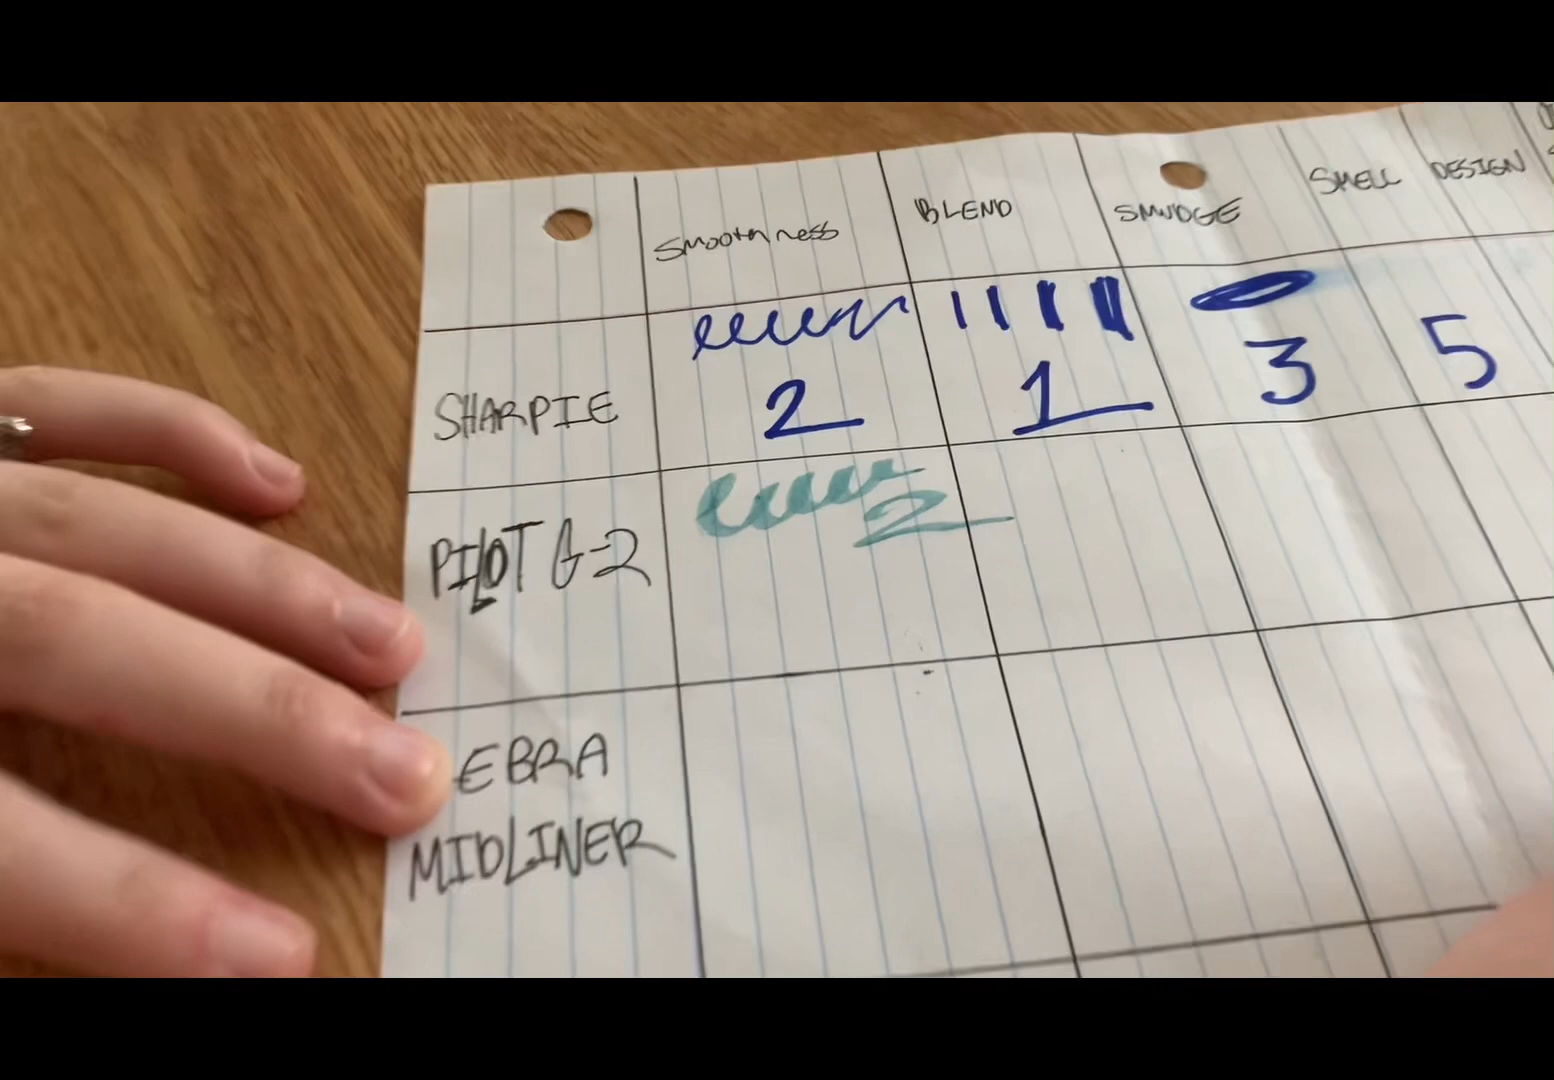 Smoothness BLEND SMUDGE SMELL DESIGN
SHARPIE 2 1 3 5
PILOT G-2 2
EBRA
MIDLINER